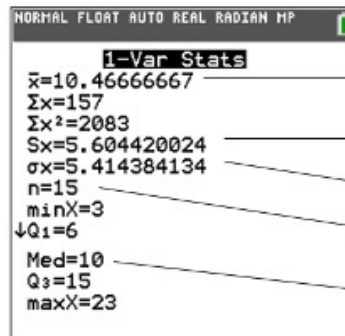 NORMAL FLOAT AUTO REAL RADIAN MP
1-Var Stats
x̄=10.46666667
Σx=157
Σx²=2083
Sx=5.604420024
σx=5.414384134
n=15
minX=3
↓Q₁=6
Med=10
Q₃=15
maxX=23